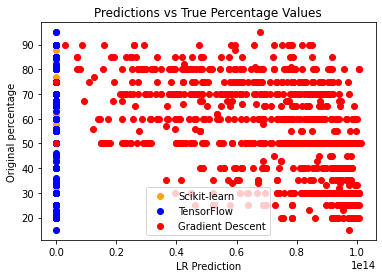 Predictions vs True Percentage Values
Original percentage
90
80
70
60
50
40
30
20
Scikit-learn
TensorFlow
Gradient Descent
0.0 0.2 0.4 0.6 0.8 1.0
1e14
LR Prediction